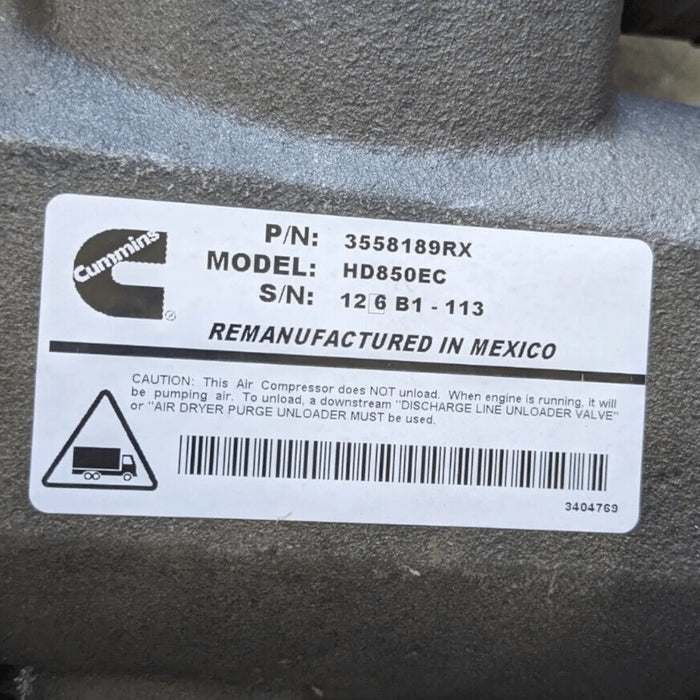 Cummins
®
P/N: 3558189RX
MODEL: HD850EC
S/N: 12 6 B1 - 113
REMANUFACTURED IN MEXICO
CAUTION: This Air Compressor does NOT unload. When engine is running, it will
be pumping air. To unload, a downstream "DISCHARGE LINE UNLOADER VALVE"
or "AIR DRYER PURGE UNLOADER MUST be used.
3404769